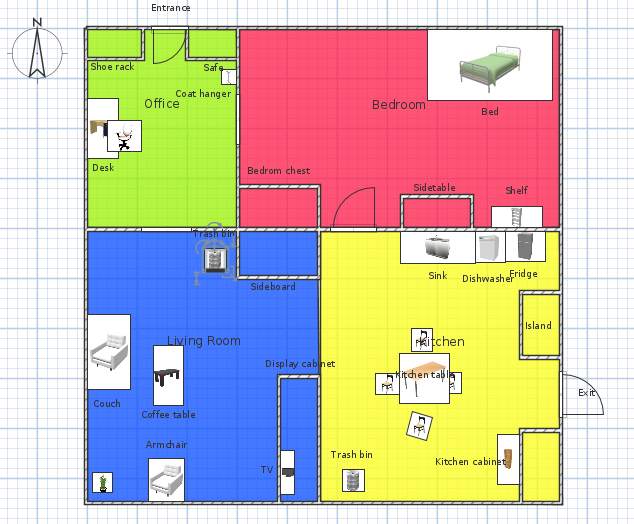 Entrance
N
Shoe rack
Safe
Coat hanger
Office
Bedroom
Bed
Desk
Bedrom chest
Sidetable
Shelf
Trash bin
Sideboard
Sink
Dishwasher
Fridge
Island
Living Room
Kitchen
Display cabinet
Kitchen table
Exit
Couch
Coffee table
Armchair
TV
Trash bin
Kitchen cabinet